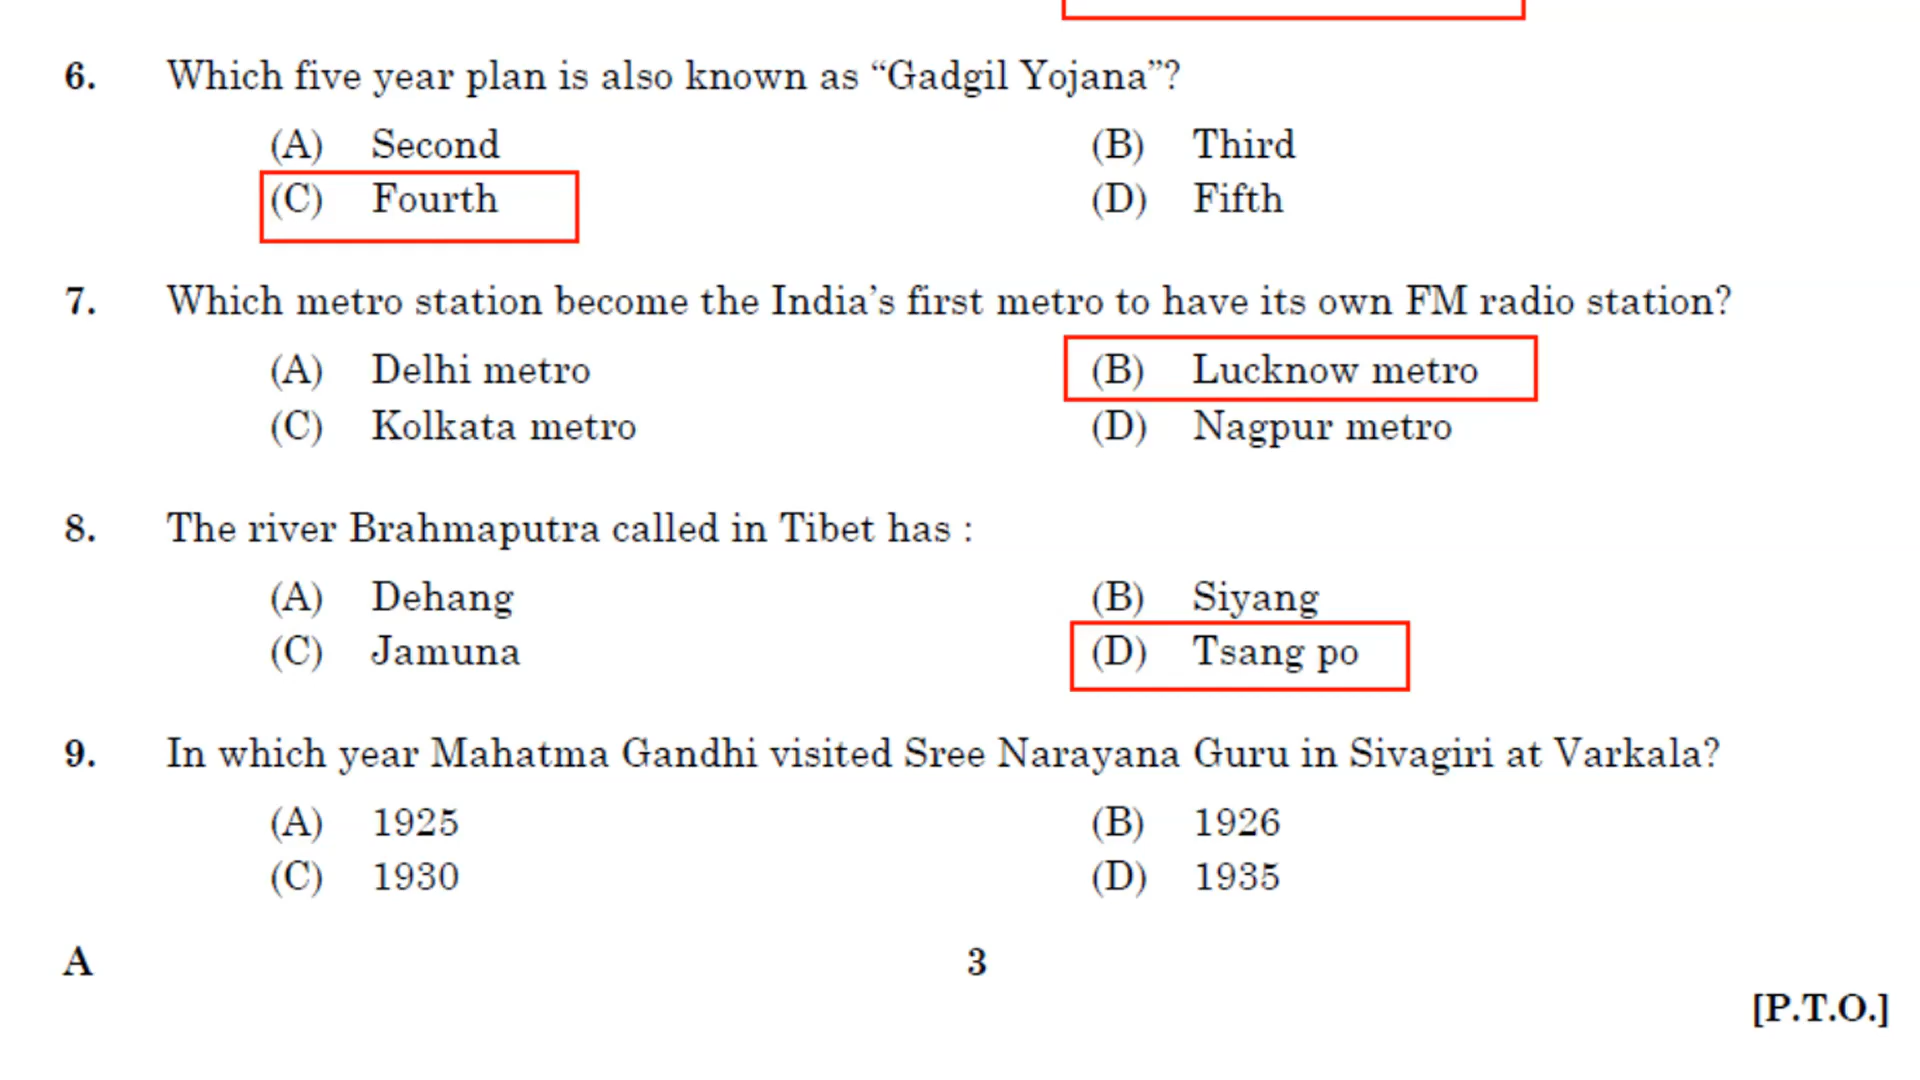 6. Which five year plan is also known as “Gadgil Yojana”?
(A) Second (B) Third
(C) Fourth (D) Fifth
7. Which metro station become the India’s first metro to have its own FM radio station?
(A) Delhi metro (B) Lucknow metro
(C) Kolkata metro (D) Nagpur metro
8. The river Brahmaputra called in Tibet has :
(A) Dehang (B) Siyang
(C) Jamuna (D) Tsang po
9. In which year Mahatma Gandhi visited Sree Narayana Guru in Sivagiri at Varkala?
(A) 1925 (B) 1926
(C) 1930 (D) 1935
A 3
[P.T.O.]